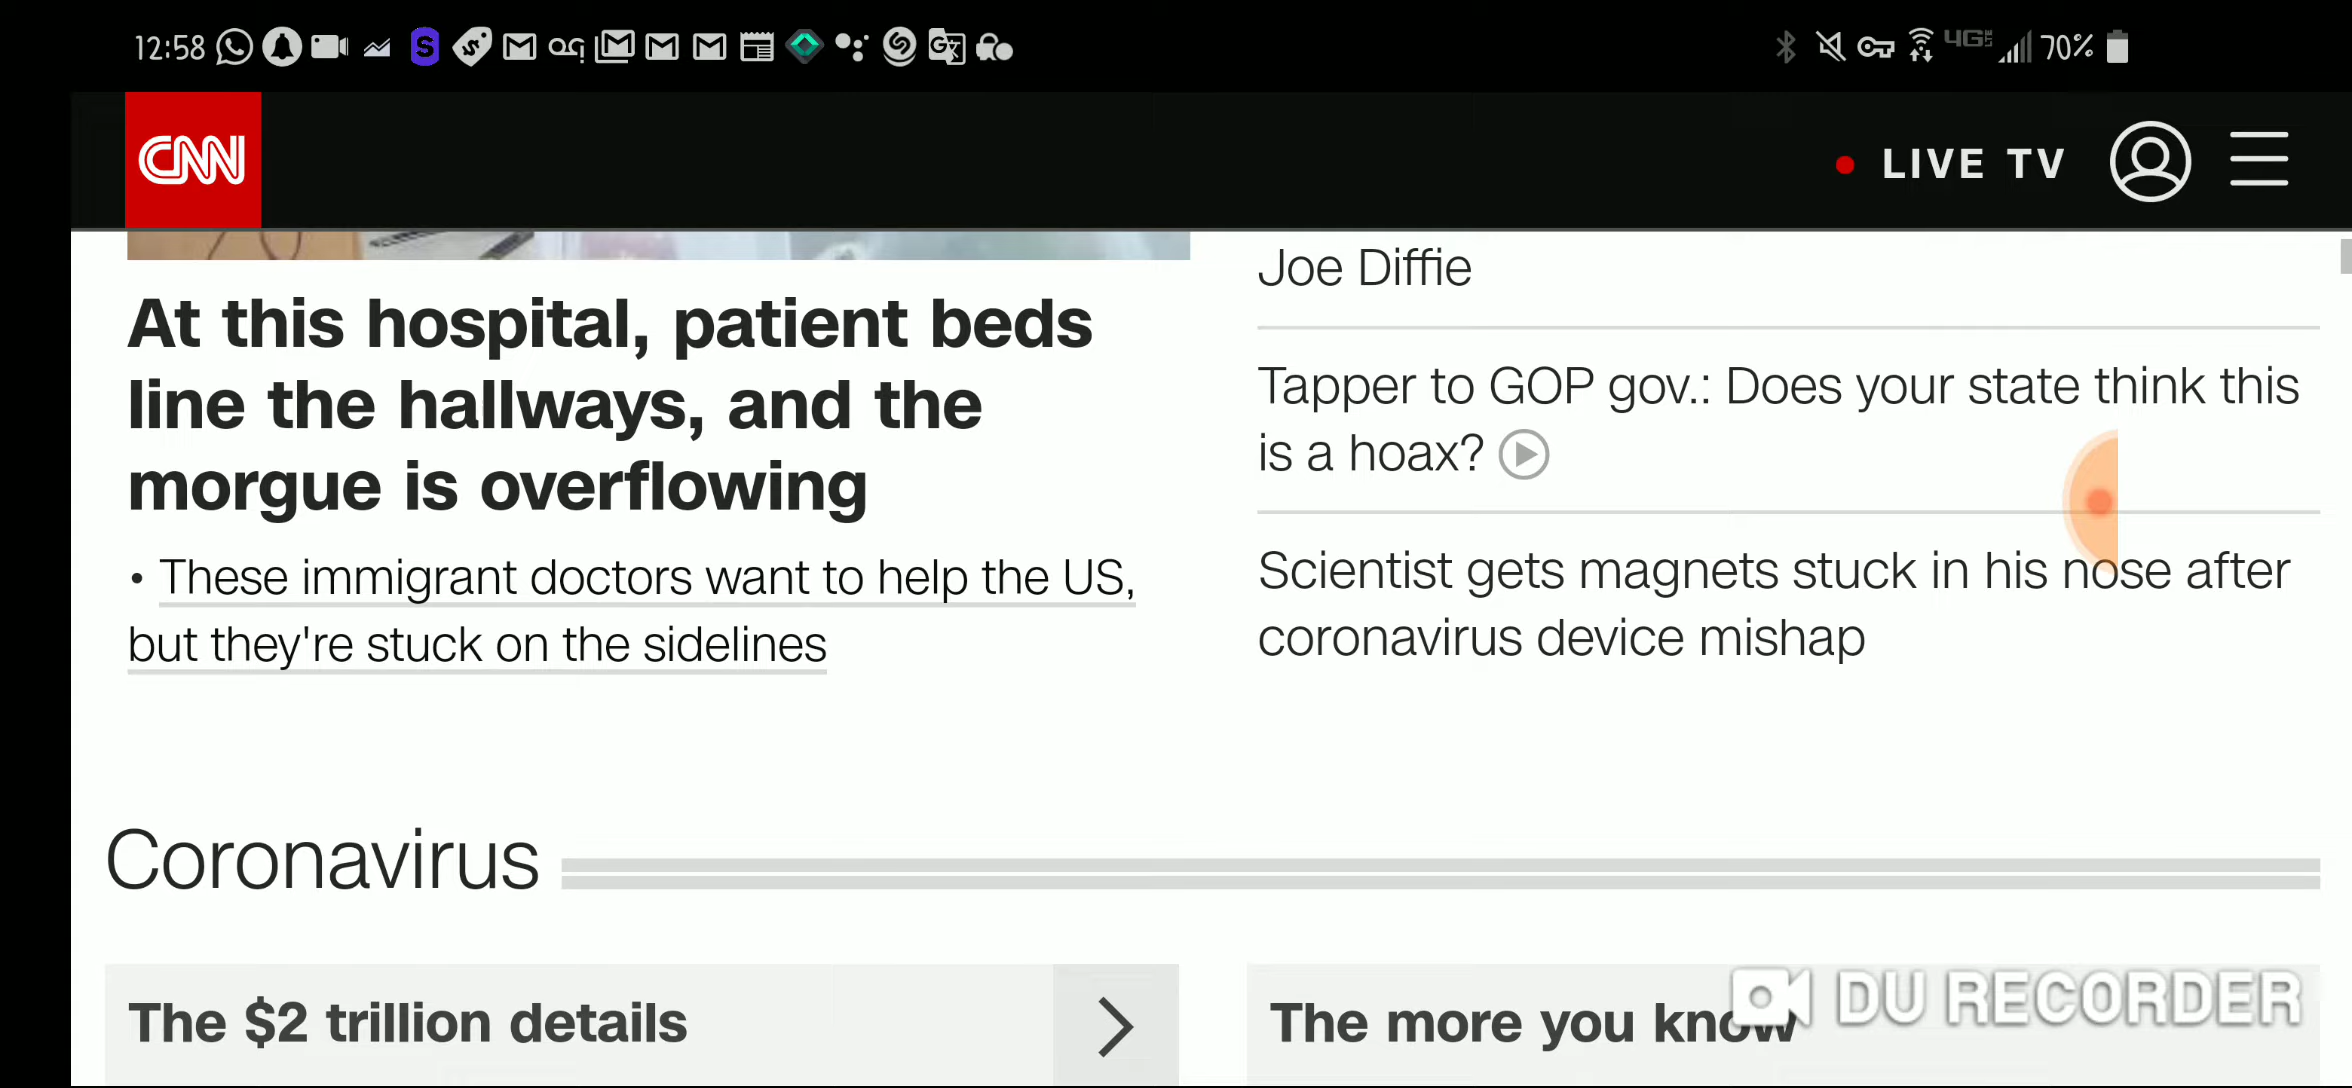 12:58
4G LTE 70%
CNN
LIVE TV
At this hospital, patient beds
line the hallways, and the
morgue is overflowing
• These immigrant doctors want to help the US,
but they're stuck on the sidelines
Joe Diffie
Tapper to GOP gov.: Does your state think this
is a hoax?
Scientist gets magnets stuck in his nose after
coronavirus device mishap
Coronavirus
The $2 trillion details
The more you know
DU RECORDER